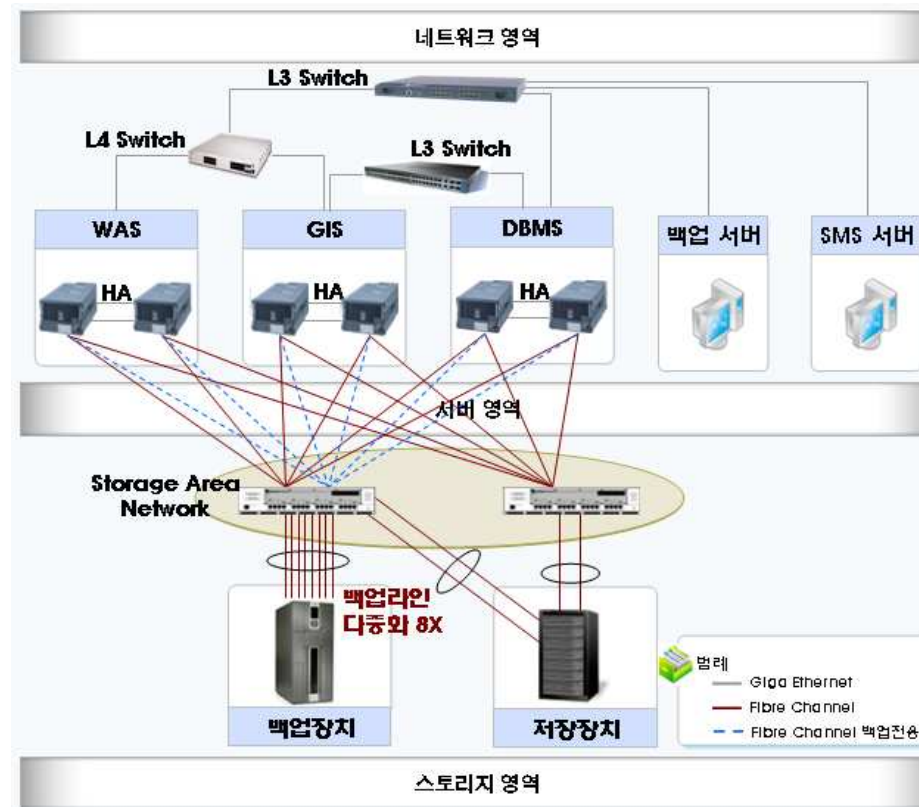 네트워크 영역
L3 Switch
L4 Switch
L3 Switch
WAS
GIS
DBMS
백업 서버
SMS 서버
HA
HA
HA
서버 영역
Storage Area
Network
백업라인
다중화 8X
백업장치
저장장치
범례
Giga Ethernet
Fibre Channel
Fibre Channel 백업전용
스토리지 영역